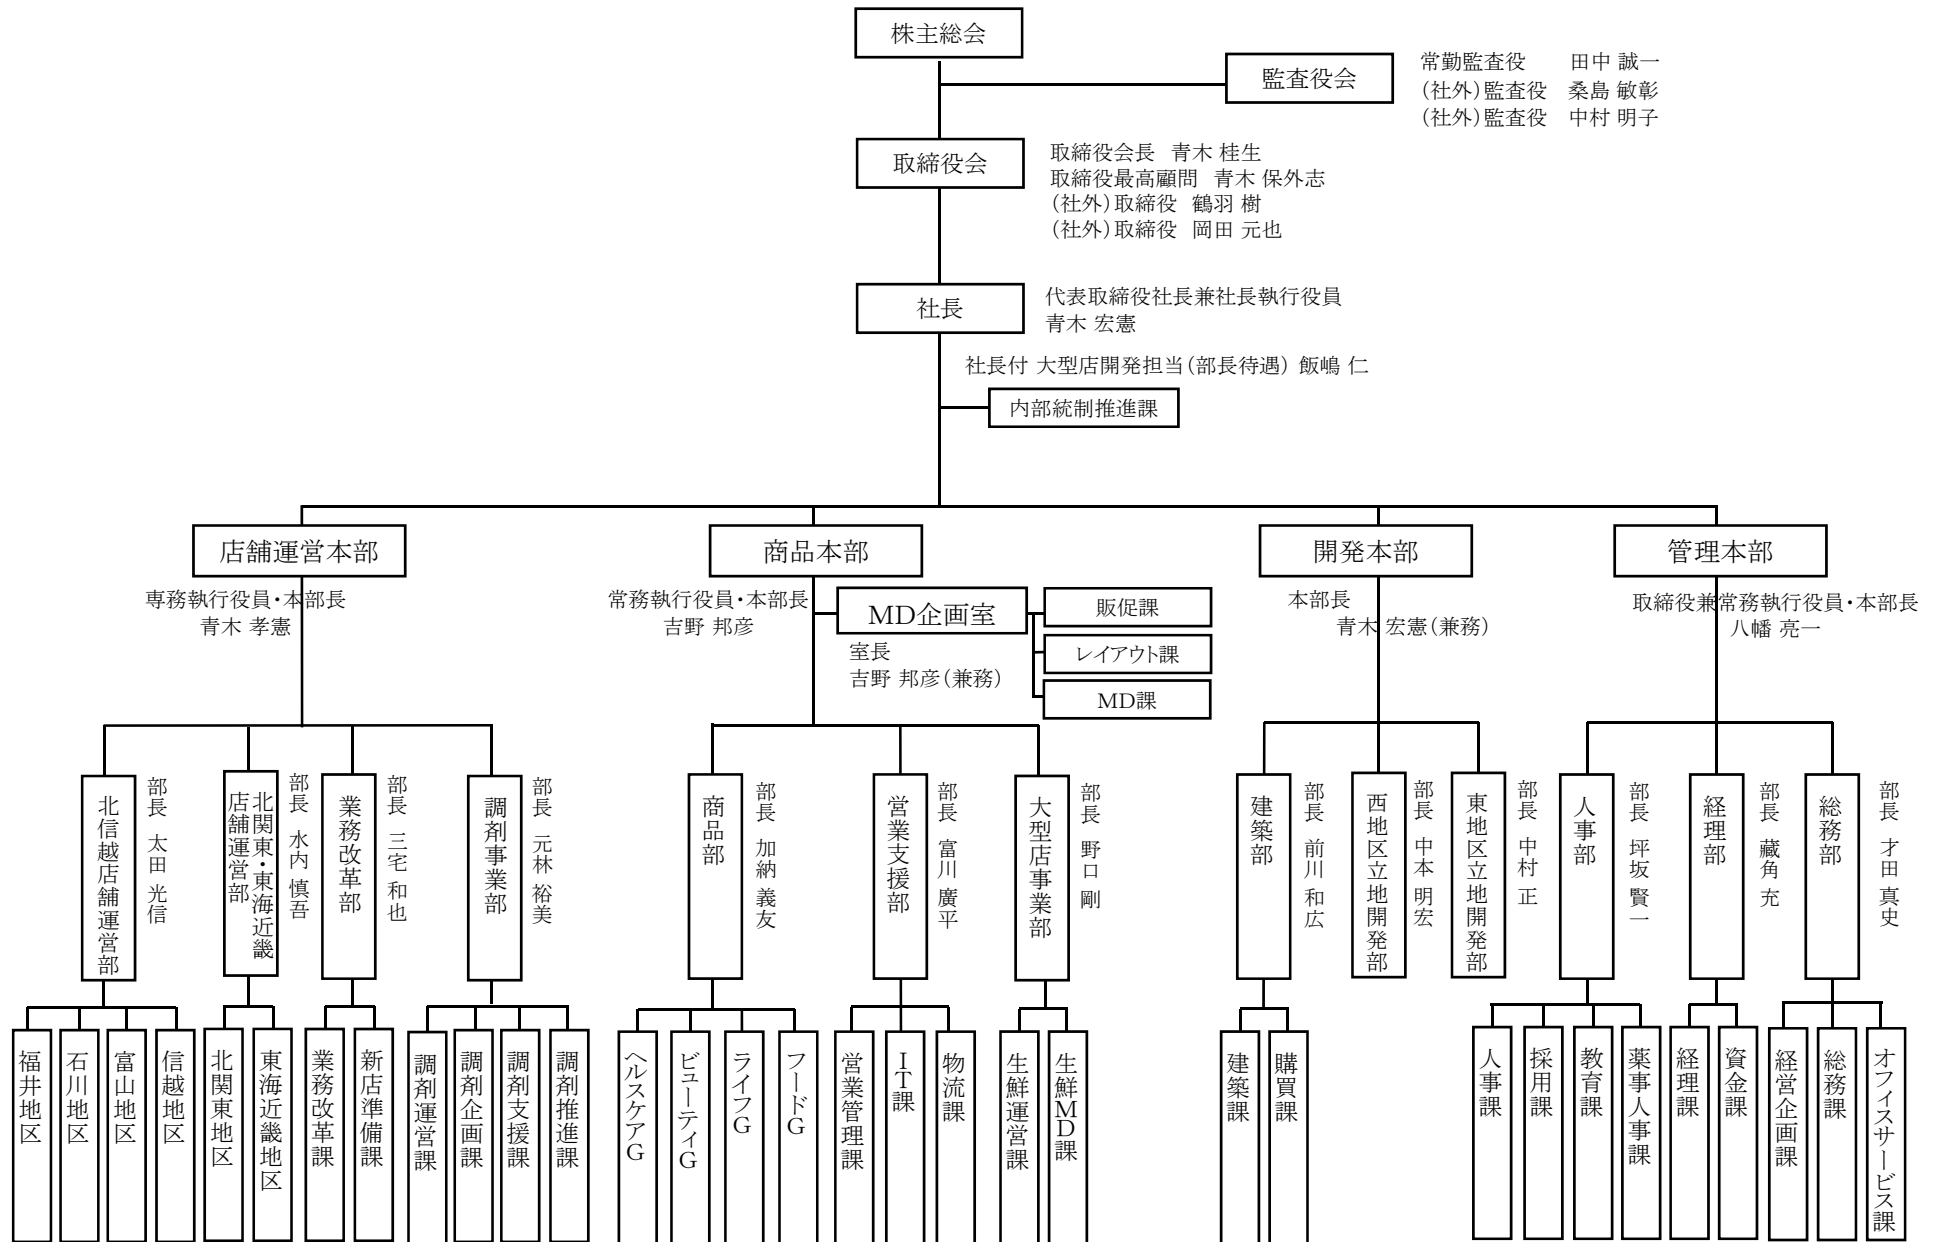 株主総会
監査役会
常勤監査役 田中 誠一
(社外)監査役 桑島 敏彰
(社外)監査役 中村 明子
取締役会
取締役会長 青木 桂生
取締役最高顧問 青木 保外志
(社外)取締役 鶴羽 樹
(社外)取締役 岡田 元也
社長
代表取締役社長兼社長執行役員
青木 宏憲
社長付 大型店開発担当(部長待遇) 飯嶋 仁
内部統制推進課
店舗運営本部
専務執行役員・本部長
青木 孝憲
商品本部
常務執行役員・本部長
吉野 邦彦
MD企画室
室長
吉野 邦彦(兼務)
販促課
レイアウト課
MD課
開発本部
本部長
青木 宏憲(兼務)
管理本部
取締役兼常務執行役員・本部長
八幡 亮一
北信越店舗運営部
部長 太田 光信
北関東・東海近畿
店舗運営部
部長 水内 慎吾
業務改革部
部長 三宅 和也
調剤事業部
部長 元林 裕美
商品部
部長 加納 義友
営業支援部
部長 富川 廣平
大型店事業部
部長 野口 剛
建築部
部長 前川 和広
西地区立地開発部
部長 中本 明宏
東地区立地開発部
部長 中村 正
人事部
部長 坪坂 賢一
経理部
部長 藏角 充
総務部
部長 才田 真史
福井地区
石川地区
富山地区
信越地区
北関東地区
東海近畿地区
業務改革課
新店準備課
調剤運営課
調剤企画課
調剤支援課
調剤推進課
ヘルスケアG
ビューティG
ライフG
フードG
営業管理課
IT課
物流課
生鮮運営課
生鮮MD課
建築課
購買課
人事課
採用課
教育課
薬事人事課
経理課
資金課
経営企画課
総務課
オフィスサービス課